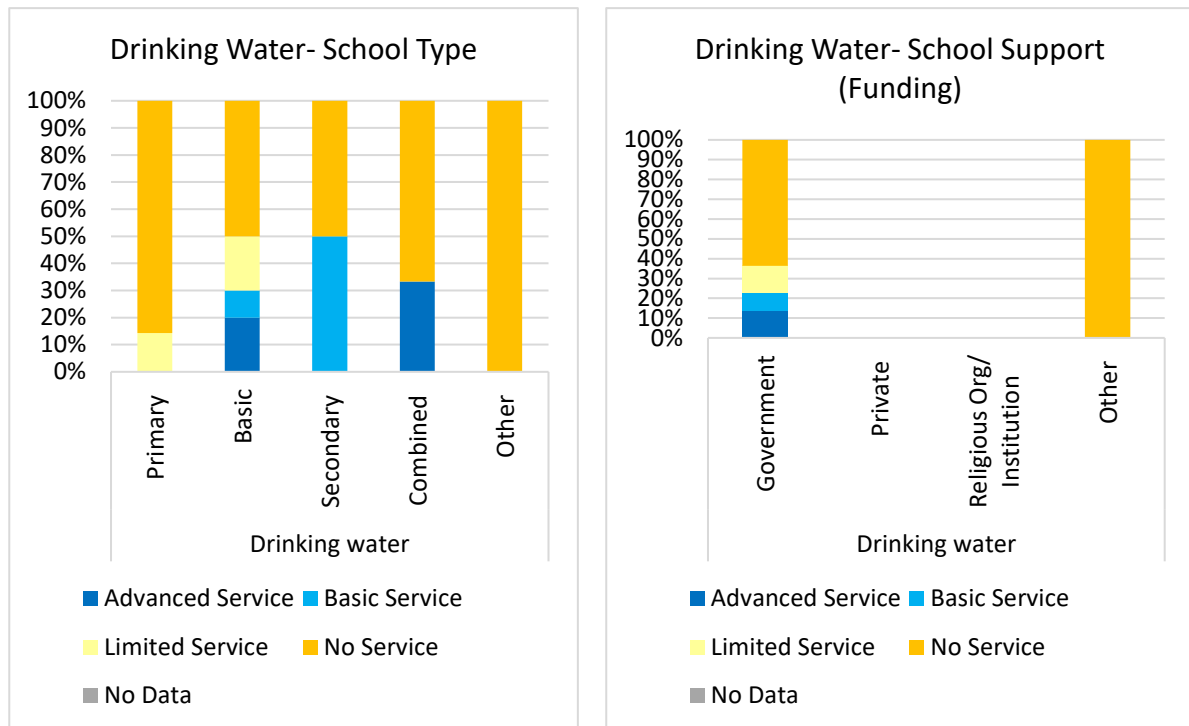 Drinking Water- School Type
100%
90%
80%
70%
60%
50%
40%
30%
20%
10%
0%
Primary
Basic
Secondary
Combined
Other
Drinking water
Advanced Service
Basic Service
Limited Service
No Service
No Data
Drinking Water- School Support
(Funding)
100%
90%
80%
70%
60%
50%
40%
30%
20%
10%
0%
Government
Private
Religious Org/
Institution
Other
Drinking water
Advanced Service
Basic Service
Limited Service
No Service
No Data